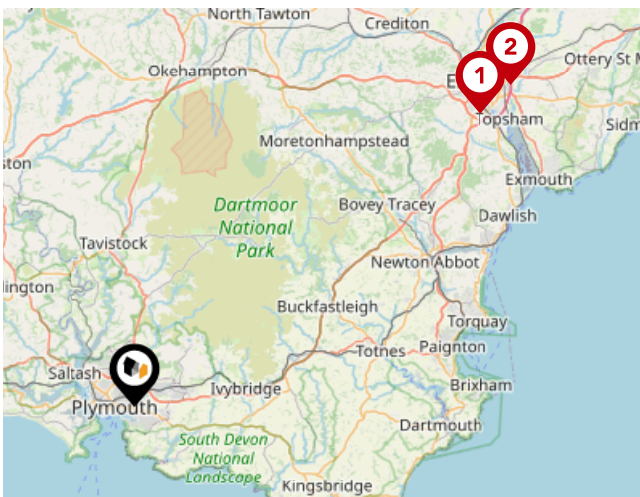 North Tawton
Crediton
Okehampton
2
Ottery St M
1
E
Topsham
Moretonhampstead
Sidm
ston
Exmouth
Bovey Tracey
Dartmoor
National
Park
Dawlish
Tavistock
Newton Abbot
lington
Buckfastleigh
Torquay
Totnes
Paignton
Saltash
Ivybridge
Brixham
Plymouth
Dartmouth
South Devon
National
Landscape
Kingsbridge